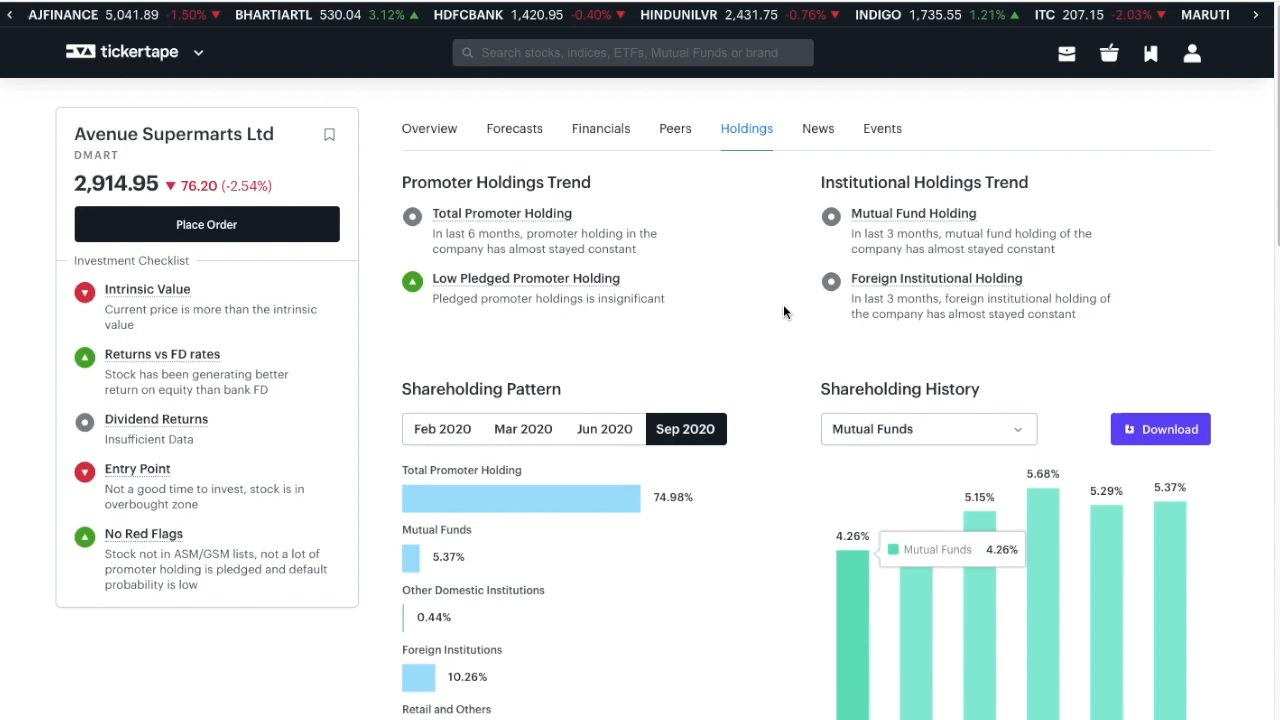 AJFINANCE 5,041.89 -1.50% ▼ BHARTIARTL 530.04 3.12% ▲ HDFCBANK 1,420.95 -0.40% ▼ HINDUNILVR 2,431.75 -0.76% ▼ INDIGO 1,735.55 1.21% ▲ ITC 207.15 -2.03% ▼ MARUTI
tickertape
Search stocks, indices, ETFs, Mutual Funds or brand
Avenue Supermarts Ltd
DMART
2,914.95 ▼ 76.20 (-2.54%)
Place Order
Investment Checklist
Intrinsic Value
Current price is more than the intrinsic
value
Returns vs FD rates
Stock has been generating better
return on equity than bank FD
Dividend Returns
Insufficient Data
Entry Point
Not a good time to invest, stock is in
overbought zone
No Red Flags
Stock not in ASM/GSM lists, not a lot of
promoter holding is pledged and default
probability is low
Overview Forecasts Financials Peers Holdings News Events
Promoter Holdings Trend
Total Promoter Holding
In last 6 months, promoter holding in the
company has almost stayed constant
Low Pledged Promoter Holding
Pledged promoter holdings is insignificant
Institutional Holdings Trend
Mutual Fund Holding
In last 3 months, mutual fund holding of the
company has almost stayed constant
Foreign Institutional Holding
In last 3 months, foreign institutional holding of
the company has almost stayed constant
Shareholding Pattern
Feb 2020 Mar 2020 Jun 2020 Sep 2020
Total Promoter Holding
74.98%
Mutual Funds
5.37%
Other Domestic Institutions
0.44%
Foreign Institutions
10.26%
Retail and Others
Shareholding History
Mutual Funds
Download
4.26% 5.15% 5.68% 5.29% 5.37%
Mutual Funds 4.26%